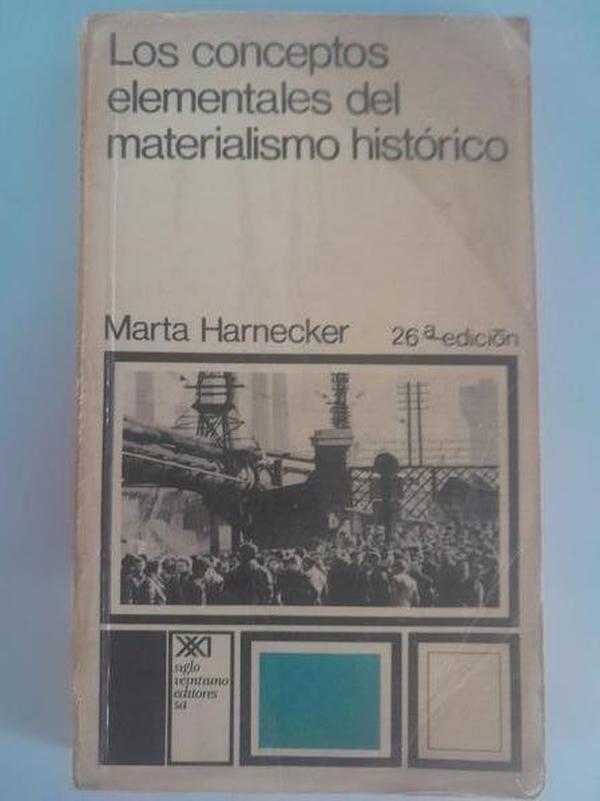 Los conceptos
elementales del
materialismo histórico
Marta Harnecker
26ª edición
XXI
siglo
veintiuno
editores
sa